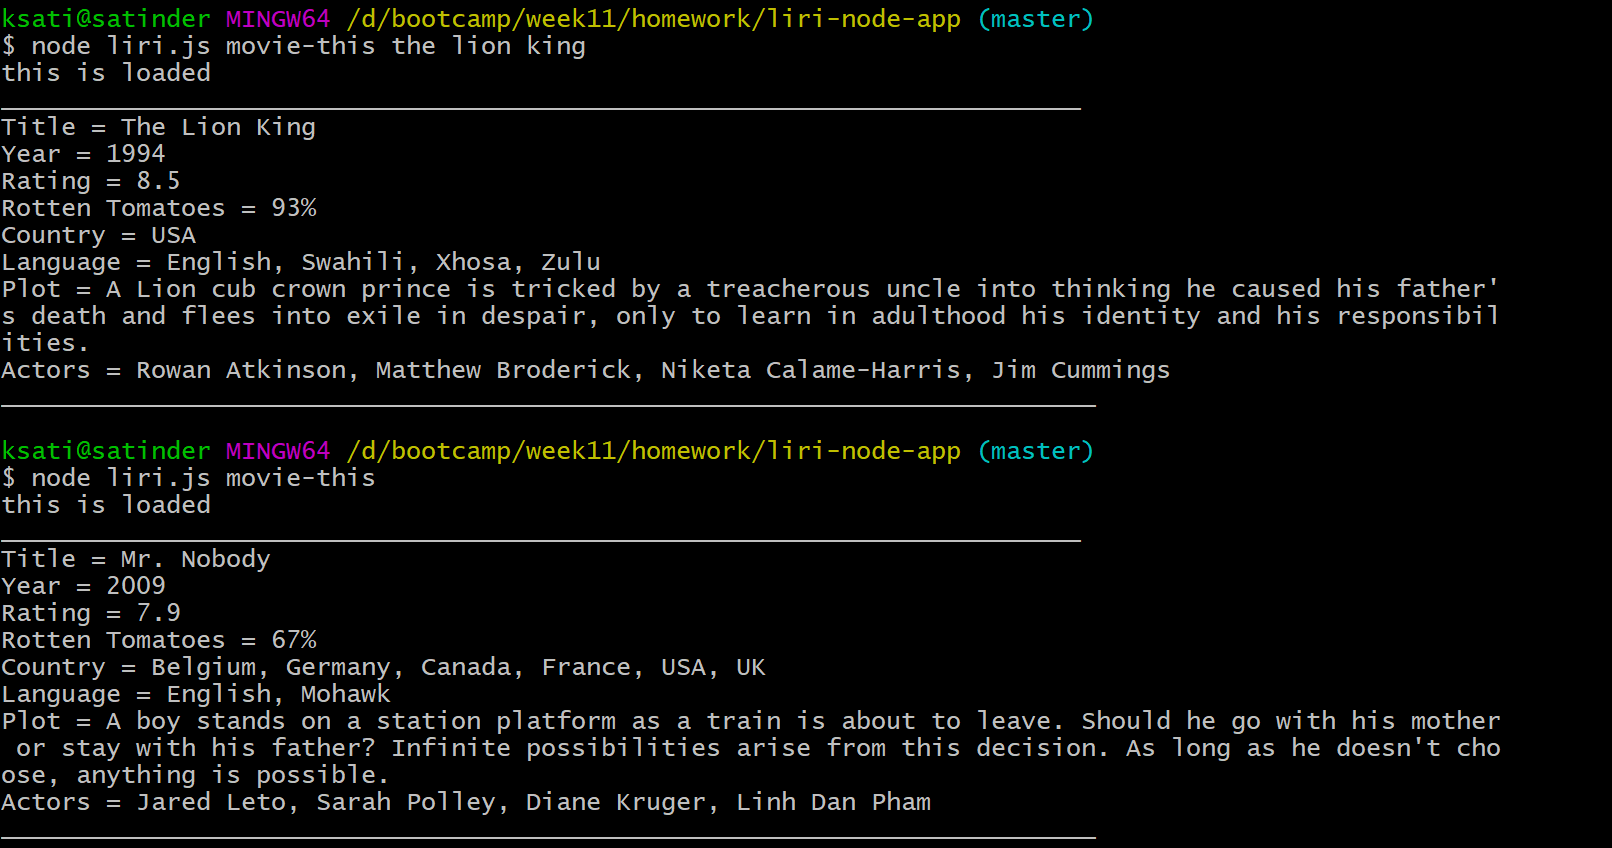 ksati@satinder MINGW64 /d/bootcamp/week11/homework/liri-node-app (master)
$ node liri.js movie-this the lion king
this is loaded
________________________________________________________________________
Title = The Lion King
Year = 1994
Rating = 8.5
Rotten Tomatoes = 93%
Country = USA
Language = English, Swahili, Xhosa, Zulu
Plot = A Lion cub crown prince is tricked by a treacherous uncle into thinking he caused his father'
s death and flees into exile in despair, only to learn in adulthood his identity and his responsibil
ities.
Actors = Rowan Atkinson, Matthew Broderick, Niketa Calame-Harris, Jim Cummings
_________________________________________________________________________
ksati@satinder MINGW64 /d/bootcamp/week11/homework/liri-node-app (master)
$ node liri.js movie-this
this is loaded
________________________________________________________________________
Title = Mr. Nobody
Year = 2009
Rating = 7.9
Rotten Tomatoes = 67%
Country = Belgium, Germany, Canada, France, USA, UK
Language = English, Mohawk
Plot = A boy stands on a station platform as a train is about to leave. Should he go with his mother
 or stay with his father? Infinite possibilities arise from this decision. As long as he doesn't cho
ose, anything is possible.
Actors = Jared Leto, Sarah Polley, Diane Kruger, Linh Dan Pham
_________________________________________________________________________